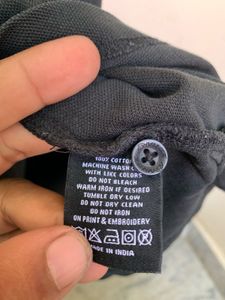 100% COTTON
MACHINE WASH
WITH LIKE COLORS
DO NOT BLEACH
WARM IRON IF DESIRED
TUMBLE DRY LOW
DO NOT DRY CLEAN
DO NOT IRON
ON PRINT & EMBROIDERY
MADE IN INDIA